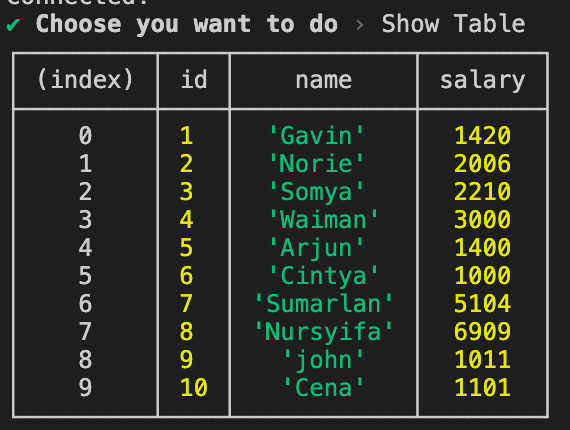 Connected!
✔ Choose you want to do › Show Table
(index) id name salary
0 1 'Gavin' 1420
1 2 'Norie' 2006
2 3 'Somya' 2210
3 4 'Waiman' 3000
4 5 'Arjun' 1400
5 6 'Cintya' 1000
6 7 'Sumarlan' 5104
7 8 'Nursyifa' 6909
8 9 'john' 1011
9 10 'Cena' 1101